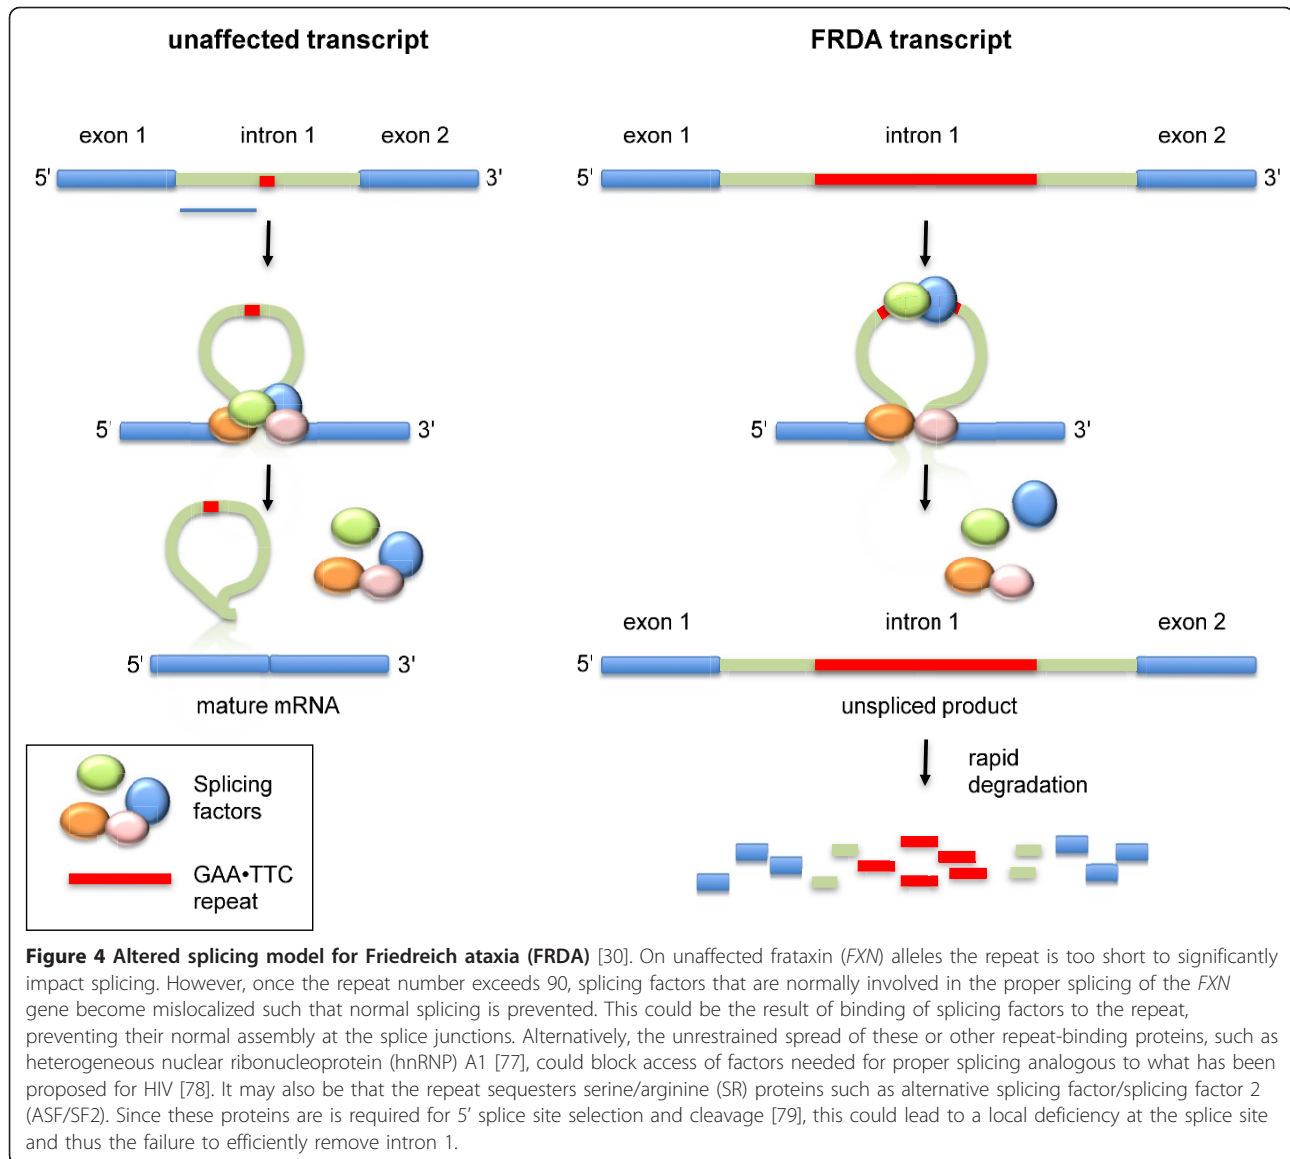 unaffected transcript
FRDA transcript
exon 1 intron 1 exon 2
exon 1 intron 1 exon 2
5' 3'
5' 3'
5' 3'
5' 3'
exon 1 intron 1 exon 2
5' 3'
5' 3'
mature mRNA
unspliced product
rapid
degradation
Splicing
factors
GAA•TTC
repeat
Figure 4 Altered splicing model for Friedreich ataxia (FRDA) [30]. On unaffected frataxin (FXN) alleles the repeat is too short to significantly
impact splicing. However, once the repeat number exceeds 90, splicing factors that are normally involved in the proper splicing of the FXN
gene become mislocalized such that normal splicing is prevented. This could be the result of binding of splicing factors to the repeat,
preventing their normal assembly at the splice junctions. Alternatively, the unrestrained spread of these or other repeat-binding proteins, such as
heterogeneous nuclear ribonucleoprotein (hnRNP) A1 [77], could block access of factors needed for proper splicing analogous to what has been
proposed for HIV [78]. It may also be that the repeat sequesters serine/arginine (SR) proteins such as alternative splicing factor/splicing factor 2
(ASF/SF2). Since these proteins are is required for 5′ splice site selection and cleavage [79], this could lead to a local deficiency at the splice site
and thus the failure to efficiently remove intron 1.